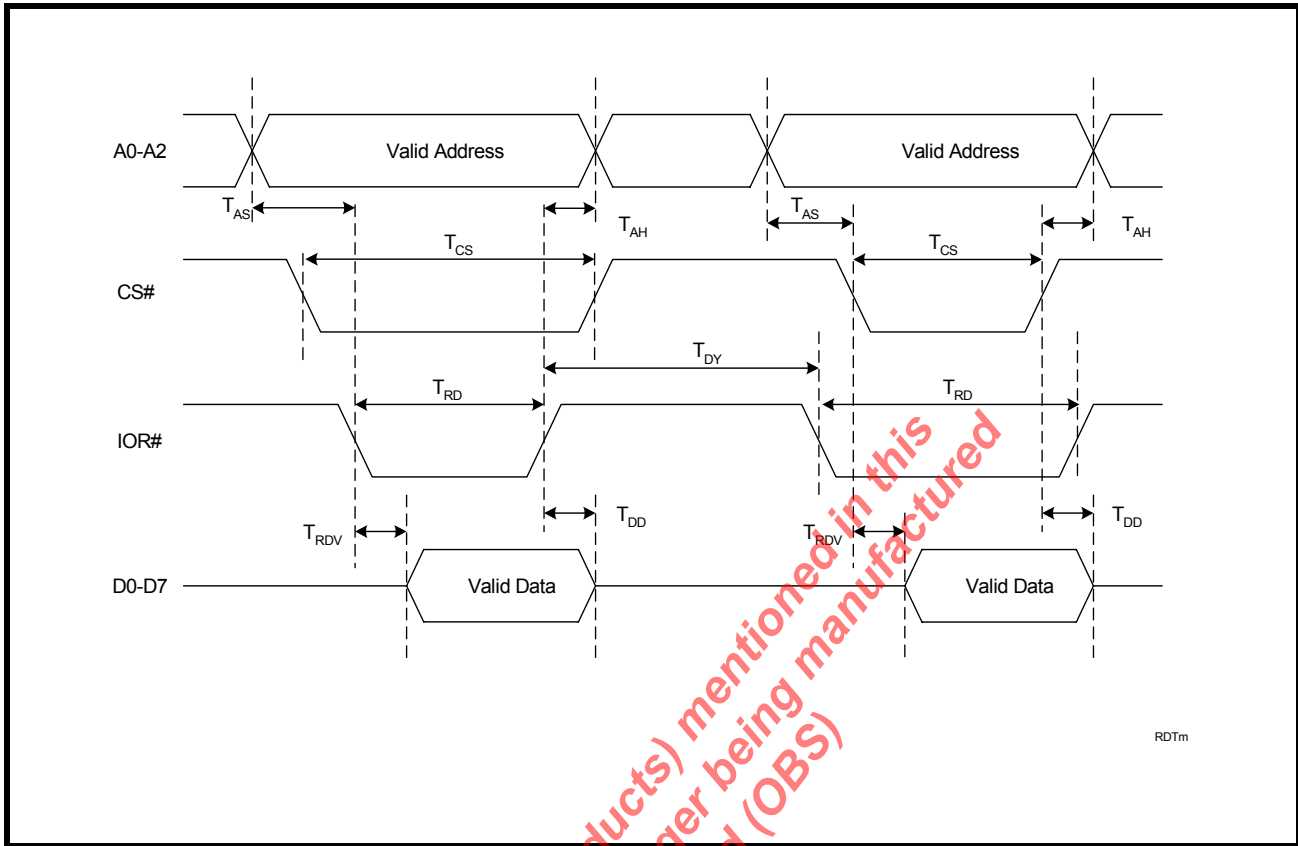 A0-A2
Valid Address
Valid Address
TAS
TAH
TAS
TAH
TCS
TCS
CS#
TDY
TRD
TRD
IOR#
TRDV
TDD
TRDV
TDD
D0-D7
Valid Data
Valid Data
RDTm
ducts) mentioned in this
ger being manufactured
d (OBS)